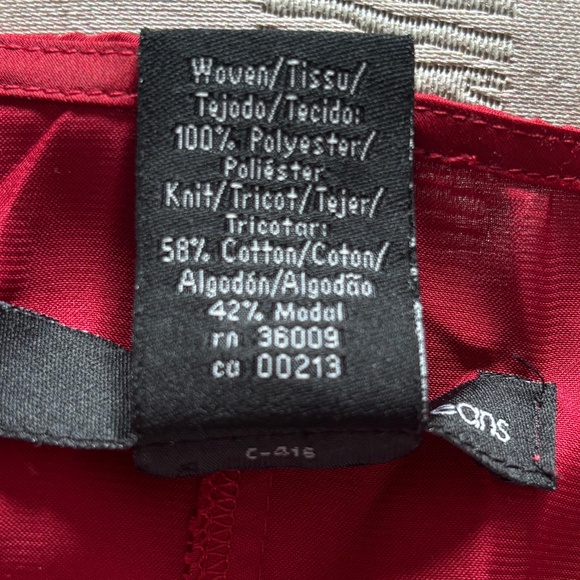 Woven/Tissu/
Tejodo/Tecido:
100% Polyester/
Poliéster
Knit/Tricot/Tejer/
Tricotar:
58% Cotton/Coton/
Algodón/Algodão
42% Modal
rn 36009
ca 00213
C-416